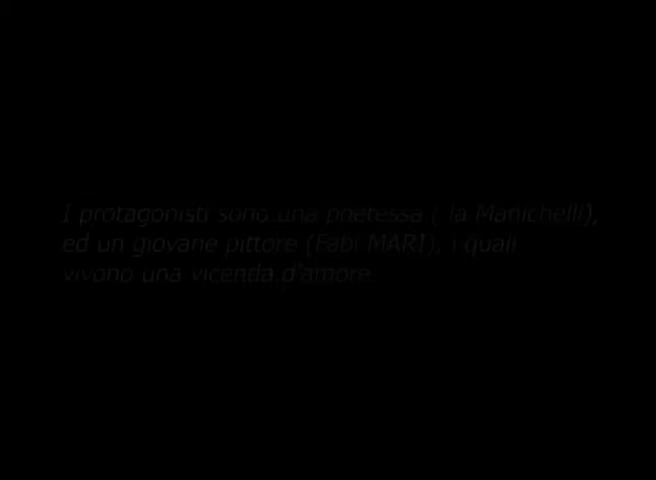 I protagonisti sono una poetessa ( la Manichelli),
ed un giovane pittore (Fabi MARI), i quali
vivono una vicenda d'amore.